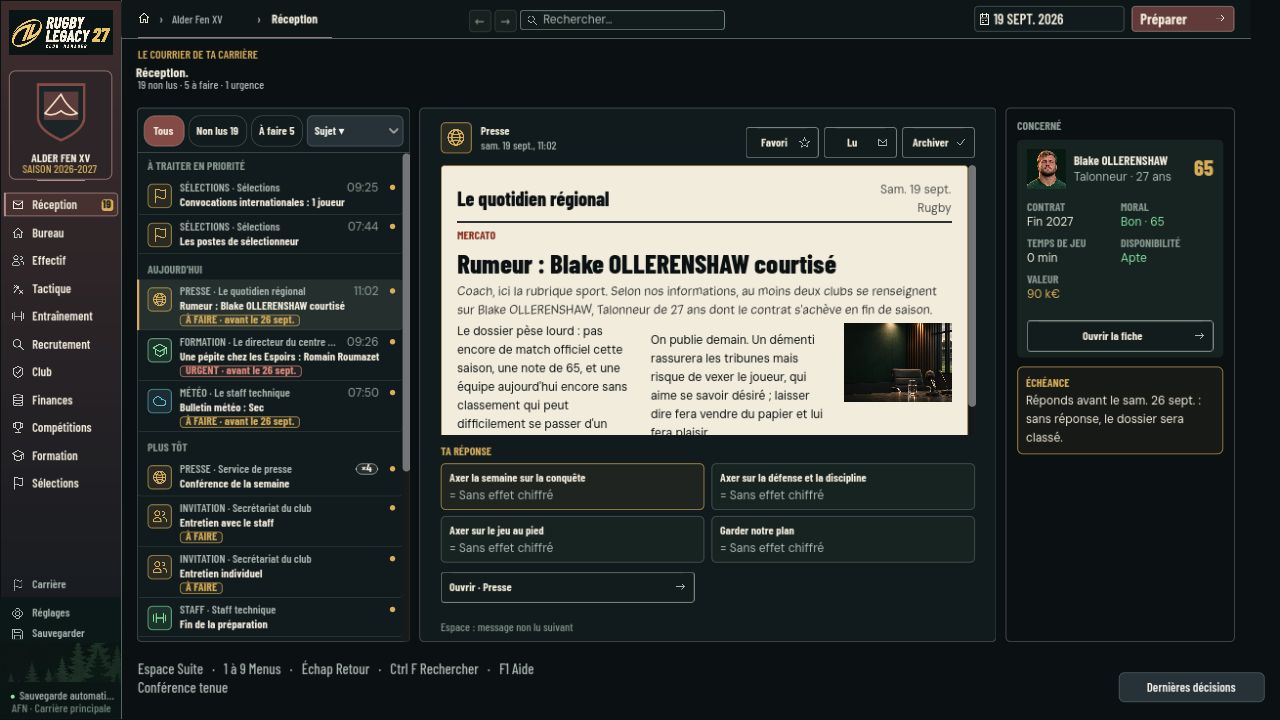 RUGBY
LEGACY 27
CLUB MANAGER
› Alder Fen XV › Réception
← → Rechercher…
19 SEPT. 2026
Préparer →
LE COURRIER DE TA CARRIÈRE
Réception.
19 non lus · 5 à faire · 1 urgence
ALDER FEN XV
SAISON 2026-2027
Réception 19
Bureau
Effectif
Tactique
Entraînement
Recrutement
Club
Finances
Compétitions
Formation
Sélections
Carrière
Réglages
Sauvegarder
Sauvegarde automati...
AFN · Carrière principale
Tous
Non lus 19
À faire 5
Sujet ▾
À TRAITER EN PRIORITÉ
SÉLECTIONS · Sélections 09:25
Convocations internationales : 1 joueur
SÉLECTIONS · Sélections 07:44
Les postes de sélectionneur
AUJOURD'HUI
PRESSE · Le quotidien régional 11:02
Rumeur : Blake OLLERENSHAW courtisé
À FAIRE · avant le 26 sept.
FORMATION · Le directeur du centre ... 09:26
Une pépite chez les Espoirs : Romain Roumazet
URGENT · avant le 26 sept.
MÉTÉO · Le staff technique 07:50
Bulletin météo : Sec
À FAIRE · avant le 26 sept.
PLUS TÔT
PRESSE · Service de presse ×4
Conférence de la semaine
INVITATION · Secrétariat du club
Entretien avec le staff
À FAIRE
INVITATION · Secrétariat du club
Entretien individuel
À FAIRE
STAFF · Staff technique
Fin de la préparation
Presse
sam. 19 sept., 11:02
Favori
Lu
Archiver
Le quotidien régional
Sam. 19 sept.
Rugby
MERCATO
Rumeur : Blake OLLERENSHAW courtisé
Coach, ici la rubrique sport. Selon nos informations, au moins deux clubs se renseignent
sur Blake OLLERENSHAW, Talonneur de 27 ans dont le contrat s'achève en fin de saison.
Le dossier pèse lourd : pas
encore de match officiel cette
saison, une note de 65, et une
équipe aujourd'hui encore sans
classement qui peut
difficilement se passer d'un
On publie demain. Un démenti
rassurera les tribunes mais
risque de vexer le joueur, qui
aime se savoir désiré ; laisser
dire fera vendre du papier et lui
fera plaisir.
TA RÉPONSE
Axer la semaine sur la conquête
= Sans effet chiffré
Axer sur la défense et la discipline
= Sans effet chiffré
Axer sur le jeu au pied
= Sans effet chiffré
Garder notre plan
= Sans effet chiffré
Ouvrir · Presse →
Espace : message non lu suivant
CONCERNÉ
Blake OLLERENSHAW
Talonneur · 27 ans
65
CONTRAT
Fin 2027
MORAL
Bon · 65
TEMPS DE JEU
0 min
DISPONIBILITÉ
Apte
VALEUR
90 k€
Ouvrir la fiche →
ÉCHÉANCE
Réponds avant le sam. 26 sept. :
sans réponse, le dossier sera
classé.
Espace Suite · 1 à 9 Menus · Échap Retour · Ctrl F Rechercher · F1 Aide
Conférence tenue
Dernières décisions